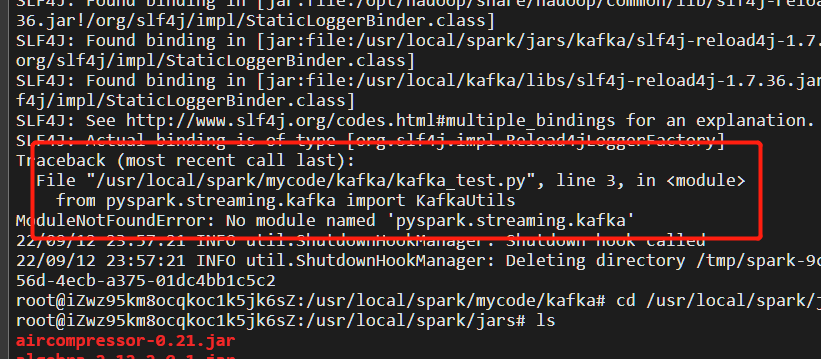 SLF4J: Found binding in [jar:file:/opt/hadoop/share/hadoop/common/lib/slf4j-reload
36.jar!/org/slf4j/impl/StaticLoggerBinder.class]
SLF4J: Found binding in [jar:file:/usr/local/spark/jars/kafka/slf4j-reload4j-1.7.
org/slf4j/impl/StaticLoggerBinder.class]
SLF4J: Found binding in [jar:file:/usr/local/kafka/libs/slf4j-reload4j-1.7.36.jar
f4j/impl/StaticLoggerBinder.class]
SLF4J: See http://www.slf4j.org/codes.html#multiple_bindings for an explanation.
SLF4J: Actual binding is of type [org.slf4j.impl.Reload4jLoggerFactory]
Traceback (most recent call last):
  File "/usr/local/spark/mycode/kafka/kafka_test.py", line 3, in <module>
    from pyspark.streaming.kafka import KafkaUtils
ModuleNotFoundError: No module named 'pyspark.streaming.kafka'
22/09/12 23:57:21 INFO util.ShutdownHookManager: Shutdown hook called
22/09/12 23:57:21 INFO util.ShutdownHookManager: Deleting directory /tmp/spark-9c
56d-4ecb-a375-01dc4bb1c5c2
root@iZwz95km8ocqkoc1k5jk6sZ:/usr/local/spark/mycode/kafka# cd /usr/local/spark/j
root@iZwz95km8ocqkoc1k5jk6sZ:/usr/local/spark/jars# ls
aircompressor-0.21.jar